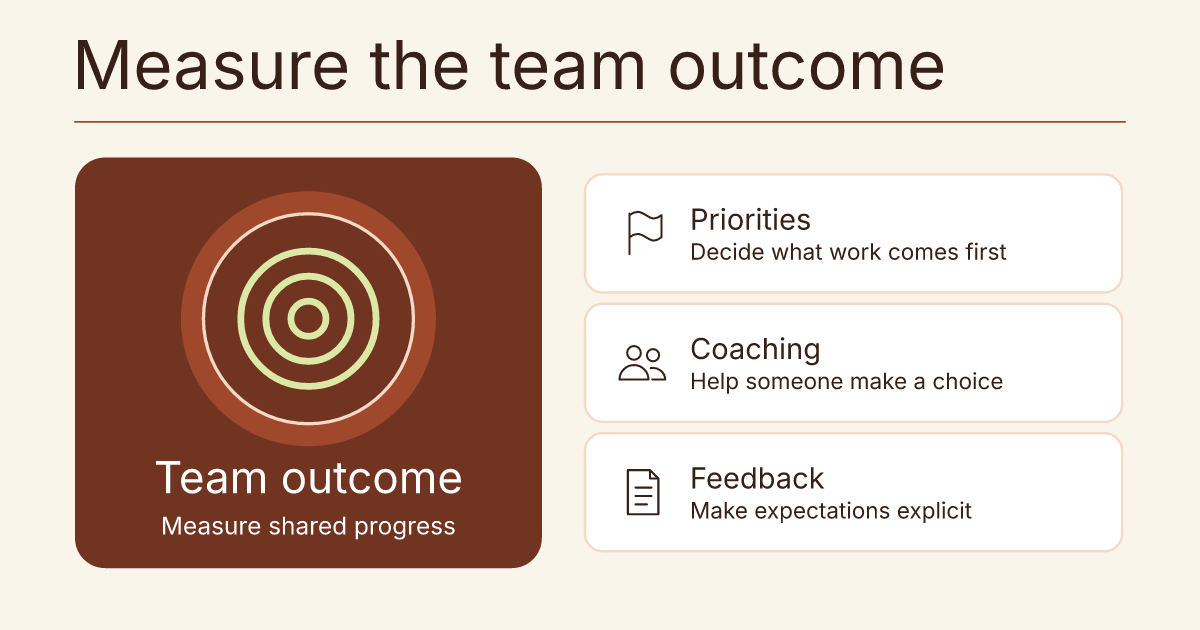 Measure the team outcome
Team outcome
Measure shared progress
Priorities
Decide what work comes first
Coaching
Help someone make a choice
Feedback
Make expectations explicit